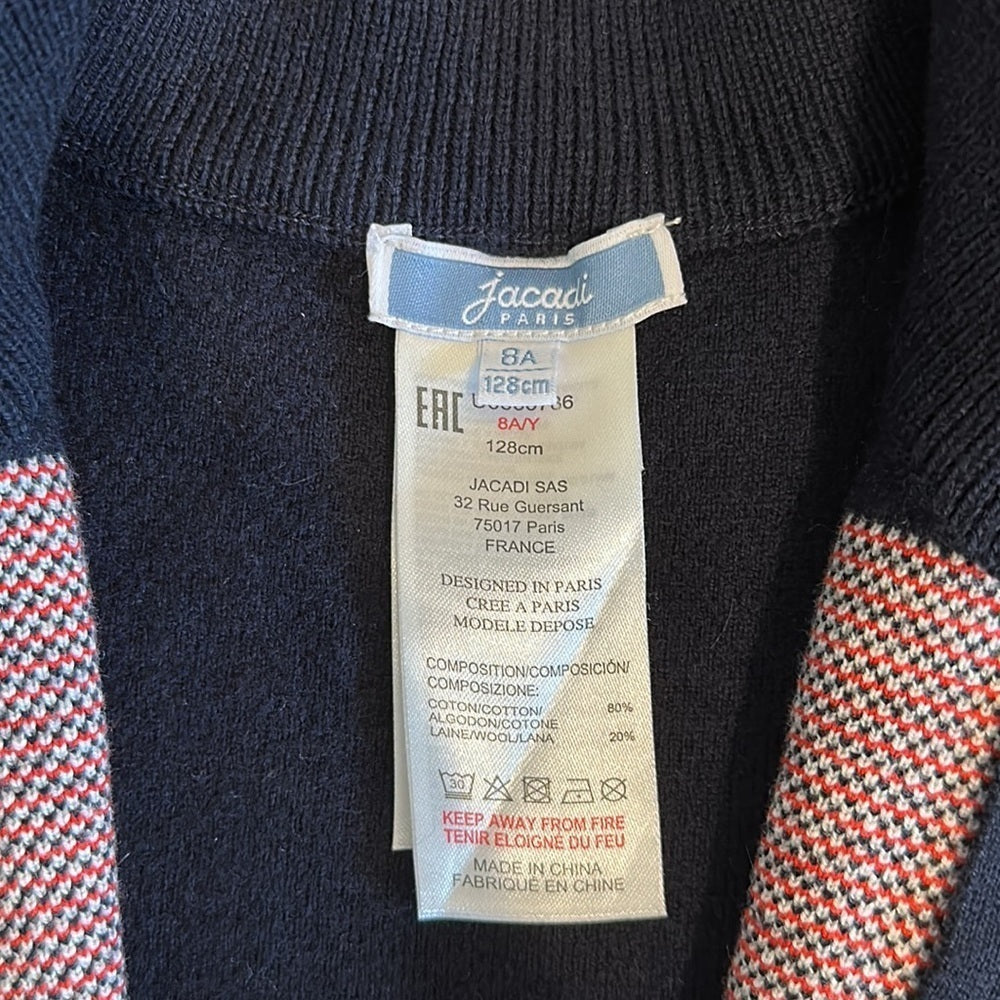 jacadi
PARIS
8A
128cm
EAC
8A/Y
128cm
JACADI SAS
32 Rue Guersant
75017 Paris
FRANCE
DESIGNED IN PARIS
CREE A PARIS
MODELE DEPOSE
COMPOSITION/COMPOSICIÓN/
COMPOSIZIONE:
COTON/COTTON/ 80%
ALGODON/COTONE
LAINE/WOOL/LANA 20%
30
KEEP AWAY FROM FIRE
TENIR ELOIGNÉ DU FEU
MADE IN CHINA
FABRIQUÉ EN CHINE